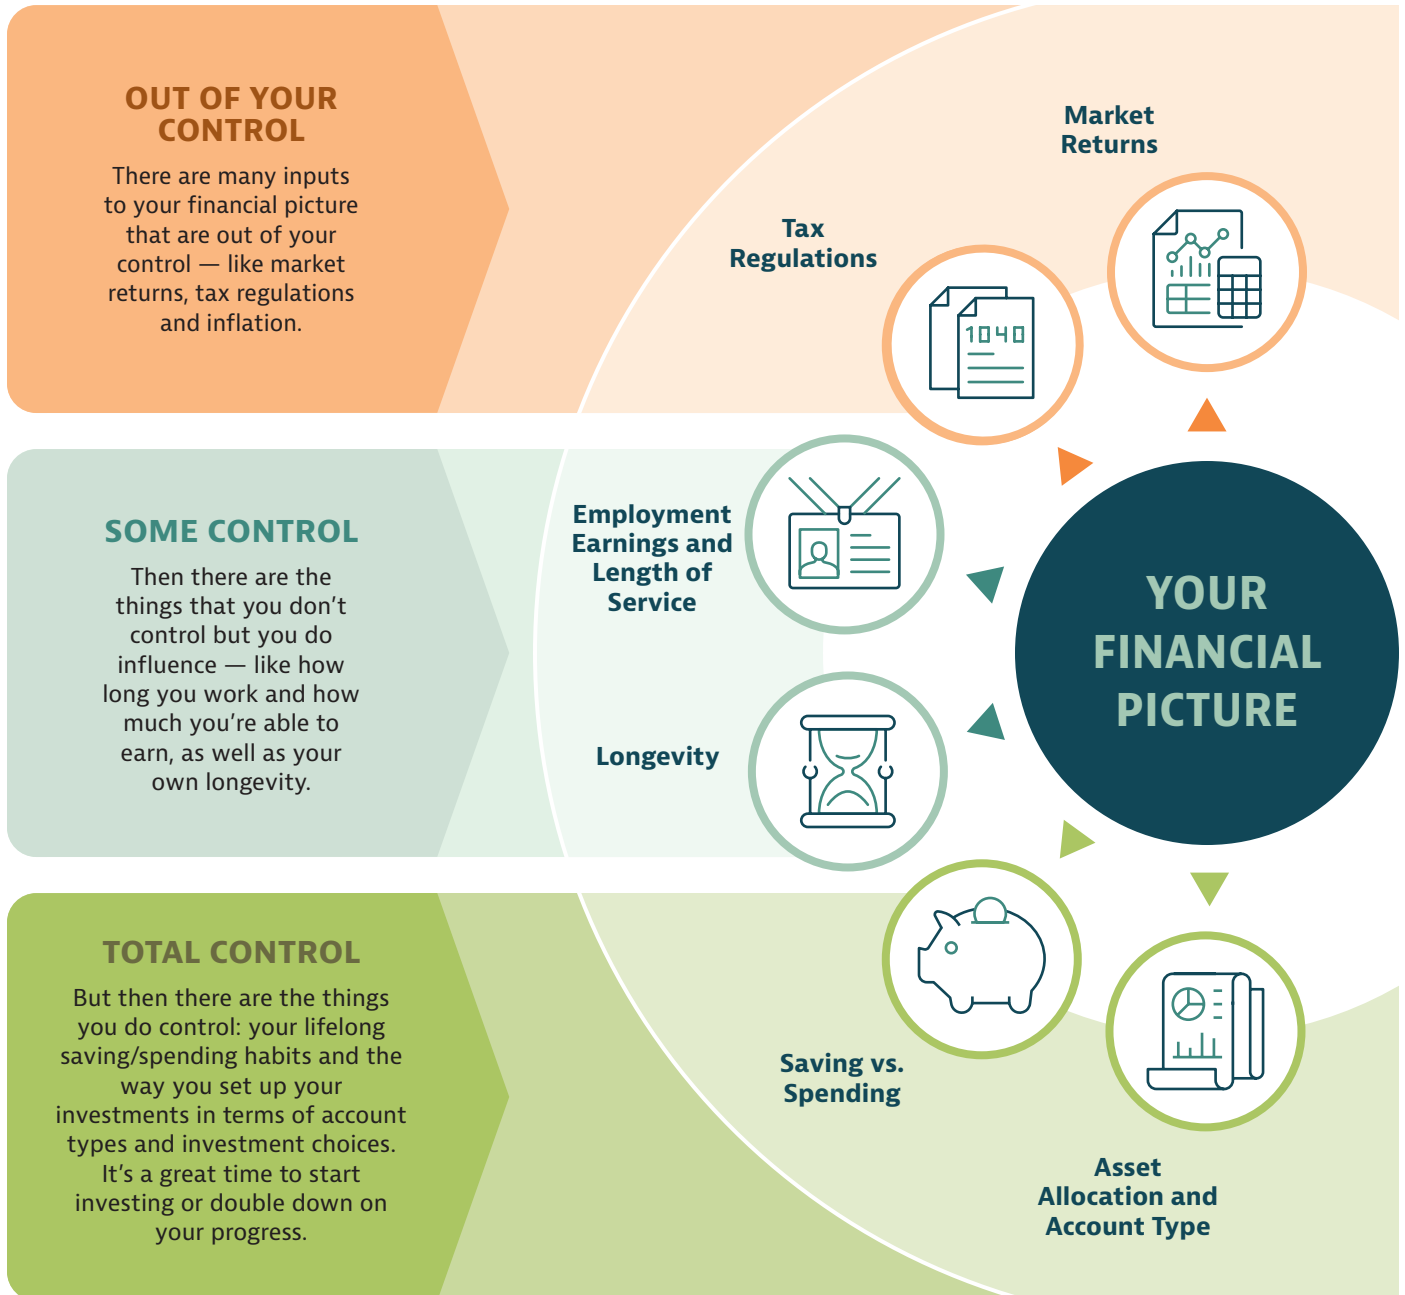 OUT OF YOUR
CONTROL
There are many inputs
to your financial picture
that are out of your
control — like market
returns, tax regulations
and inflation.
Market
Returns
Tax
Regulations
1040
SOME CONTROL
Then there are the
things that you don’t
control but you do
influence — like how
long you work and how
much you’re able to
earn, as well as your
own longevity.
Employment
Earnings and
Length of
Service
Longevity
YOUR
FINANCIAL
PICTURE
TOTAL CONTROL
But then there are the things
you do control: your lifelong
saving/spending habits and the
way you set up your
investments in terms of account
types and investment choices.
It’s a great time to start
investing or double down on
your progress.
Saving vs.
Spending
Asset
Allocation and
Account Type